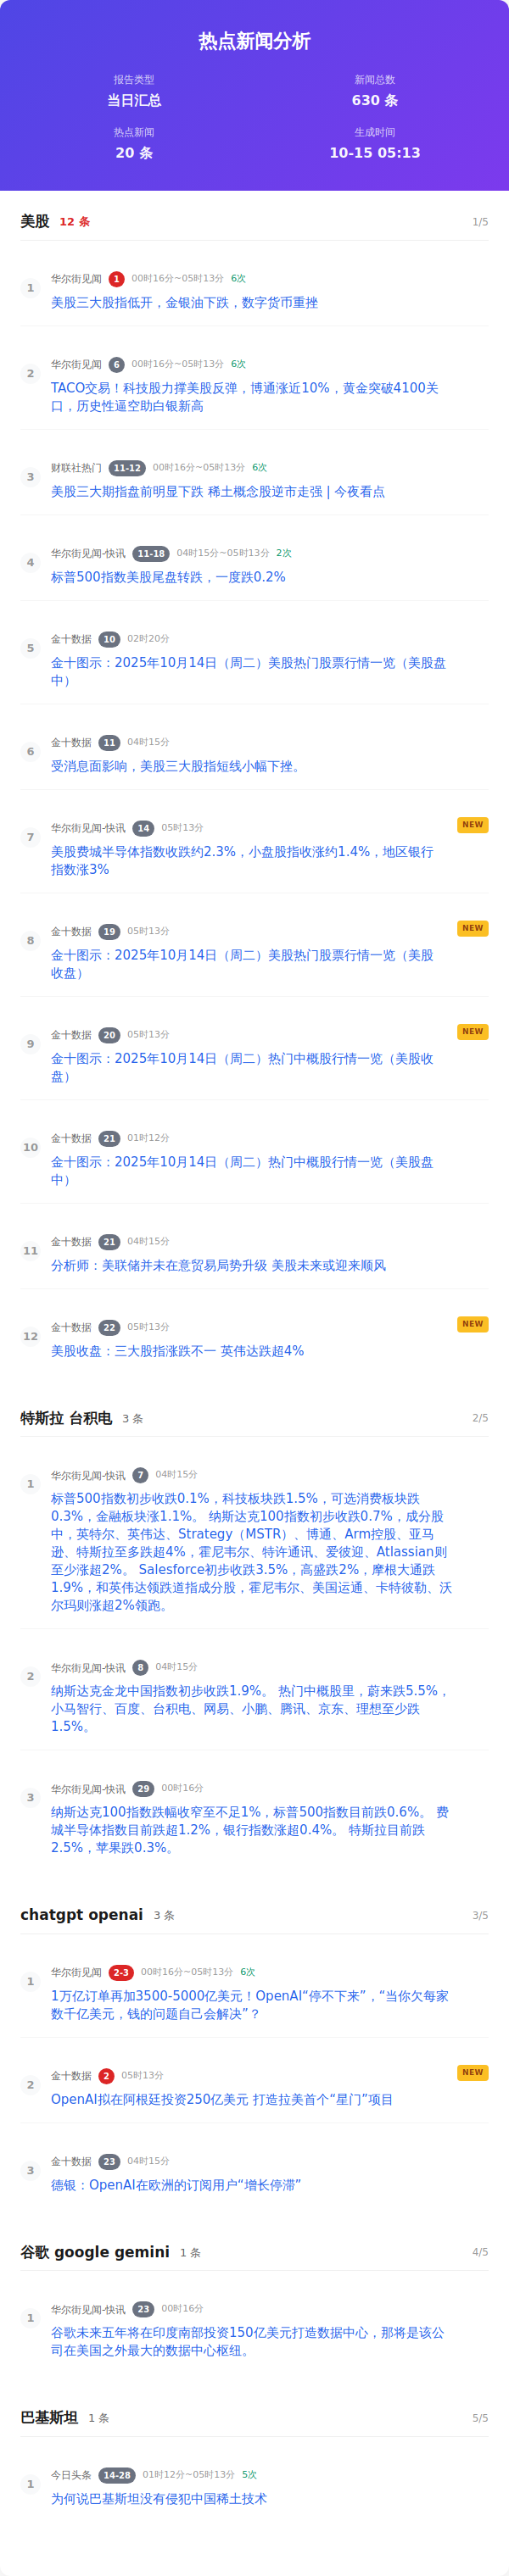 热点新闻分析
报告类型
当日汇总
新闻总数
630 条
热点新闻
20 条
生成时间
10-15 05:13
美股 12 条 1/5
1
华尔街见闻 1 00时16分~05时13分 6次
美股三大股指低开，金银油下跌，数字货币重挫
2
华尔街见闻 6 00时16分~05时13分 6次
TACO交易！科技股力撑美股反弹，博通涨近10%，黄金突破4100关
口，历史性逼空助白银新高
3
财联社热门 11-12 00时16分~05时13分 6次
美股三大期指盘前明显下跌 稀土概念股逆市走强 | 今夜看点
4
华尔街见闻-快讯 11-18 04时15分~05时13分 2次
标普500指数美股尾盘转跌，一度跌0.2%
5
金十数据 10 02时20分
金十图示：2025年10月14日（周二）美股热门股票行情一览（美股盘
中）
6
金十数据 11 04时15分
受消息面影响，美股三大股指短线小幅下挫。
7
华尔街见闻-快讯 14 05时13分 NEW
美股费城半导体指数收跌约2.3%，小盘股指收涨约1.4%，地区银行
指数涨3%
8
金十数据 19 05时13分 NEW
金十图示：2025年10月14日（周二）美股热门股票行情一览（美股
收盘）
9
金十数据 20 05时13分 NEW
金十图示：2025年10月14日（周二）热门中概股行情一览（美股收
盘）
10
金十数据 21 01时12分
金十图示：2025年10月14日（周二）热门中概股行情一览（美股盘
中）
11
金十数据 21 04时15分
分析师：美联储并未在意贸易局势升级 美股未来或迎来顺风
12
金十数据 22 05时13分 NEW
美股收盘：三大股指涨跌不一 英伟达跌超4%
特斯拉 台积电 3 条 2/5
1
华尔街见闻-快讯 7 04时15分
标普500指数初步收跌0.1%，科技板块跌1.5%，可选消费板块跌
0.3%，金融板块涨1.1%。 纳斯达克100指数初步收跌0.7%，成分股
中，英特尔、英伟达、Strategy（MSTR）、博通、Arm控股、亚马
逊、特斯拉至多跌超4%，霍尼韦尔、特许通讯、爱彼迎、Atlassian则
至少涨超2%。 Salesforce初步收跌3.5%，高盛跌2%，摩根大通跌
1.9%，和英伟达领跌道指成分股，霍尼韦尔、美国运通、卡特彼勒、沃
尔玛则涨超2%领跑。
2
华尔街见闻-快讯 8 04时15分
纳斯达克金龙中国指数初步收跌1.9%。 热门中概股里，蔚来跌5.5%，
小马智行、百度、台积电、网易、小鹏、腾讯、京东、理想至少跌
1.5%。
3
华尔街见闻-快讯 29 00时16分
纳斯达克100指数跌幅收窄至不足1%，标普500指数目前跌0.6%。 费
城半导体指数目前跌超1.2%，银行指数涨超0.4%。 特斯拉目前跌
2.5%，苹果跌0.3%。
chatgpt openai 3 条 3/5
1
华尔街见闻 2-3 00时16分~05时13分 6次
1万亿订单再加3500-5000亿美元！OpenAI“停不下来”，“当你欠每家
数千亿美元，钱的问题自己会解决”？
2
金十数据 2 05时13分 NEW
OpenAI拟在阿根廷投资250亿美元 打造拉美首个“星门”项目
3
金十数据 23 04时15分
德银：OpenAI在欧洲的订阅用户“增长停滞”
谷歌 google gemini 1 条 4/5
1
华尔街见闻-快讯 23 00时16分
谷歌未来五年将在印度南部投资150亿美元打造数据中心，那将是该公
司在美国之外最大的数据中心枢纽。
巴基斯坦 1 条 5/5
1
今日头条 14-28 01时12分~05时13分 5次
为何说巴基斯坦没有侵犯中国稀土技术